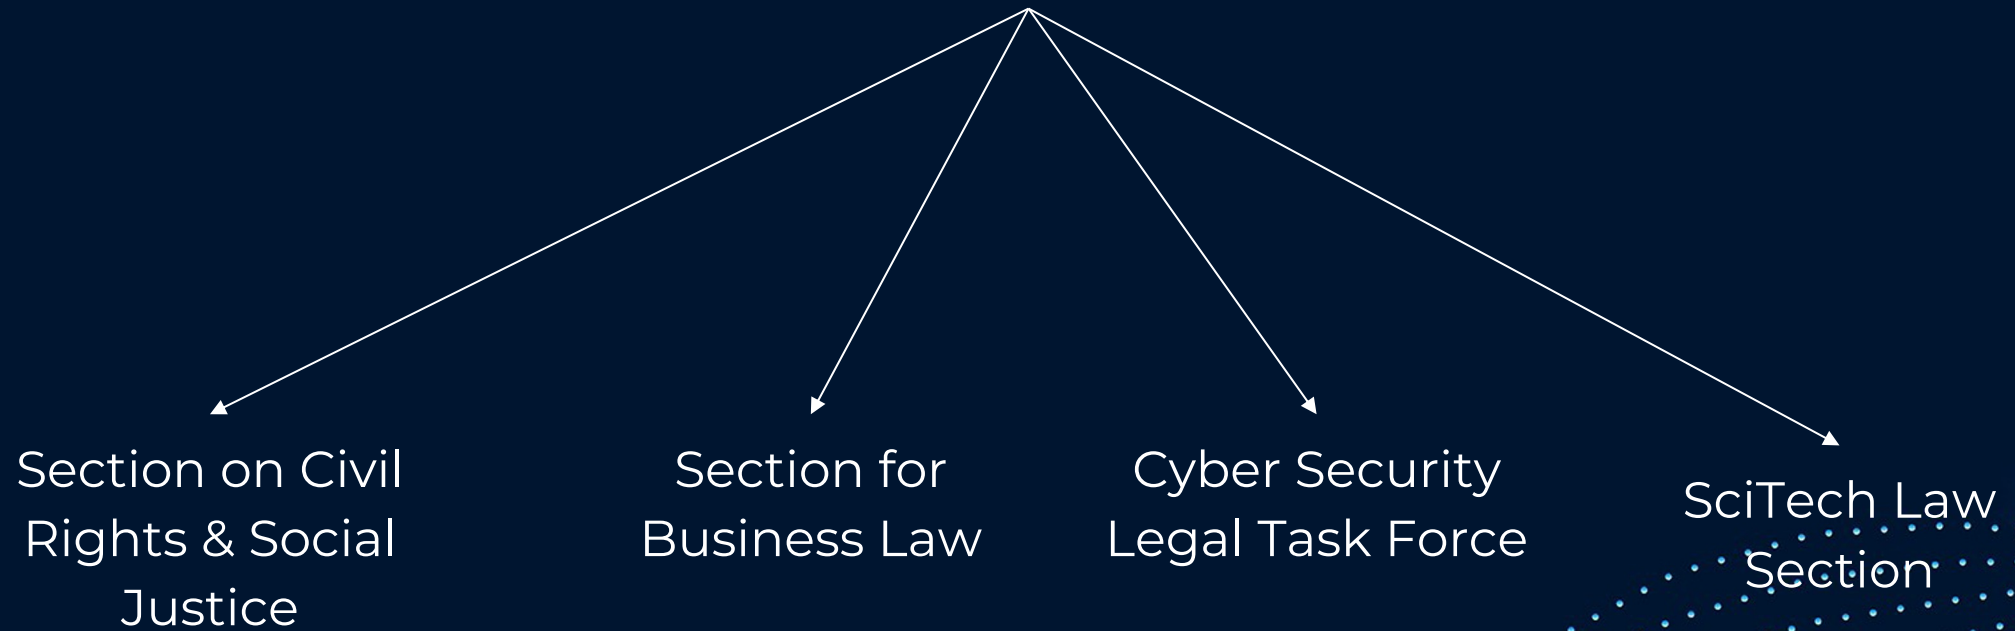 Section on Civil
Rights & Social
Justice
Section for
Business Law
Cyber Security
Legal Task Force
SciTech Law
Section